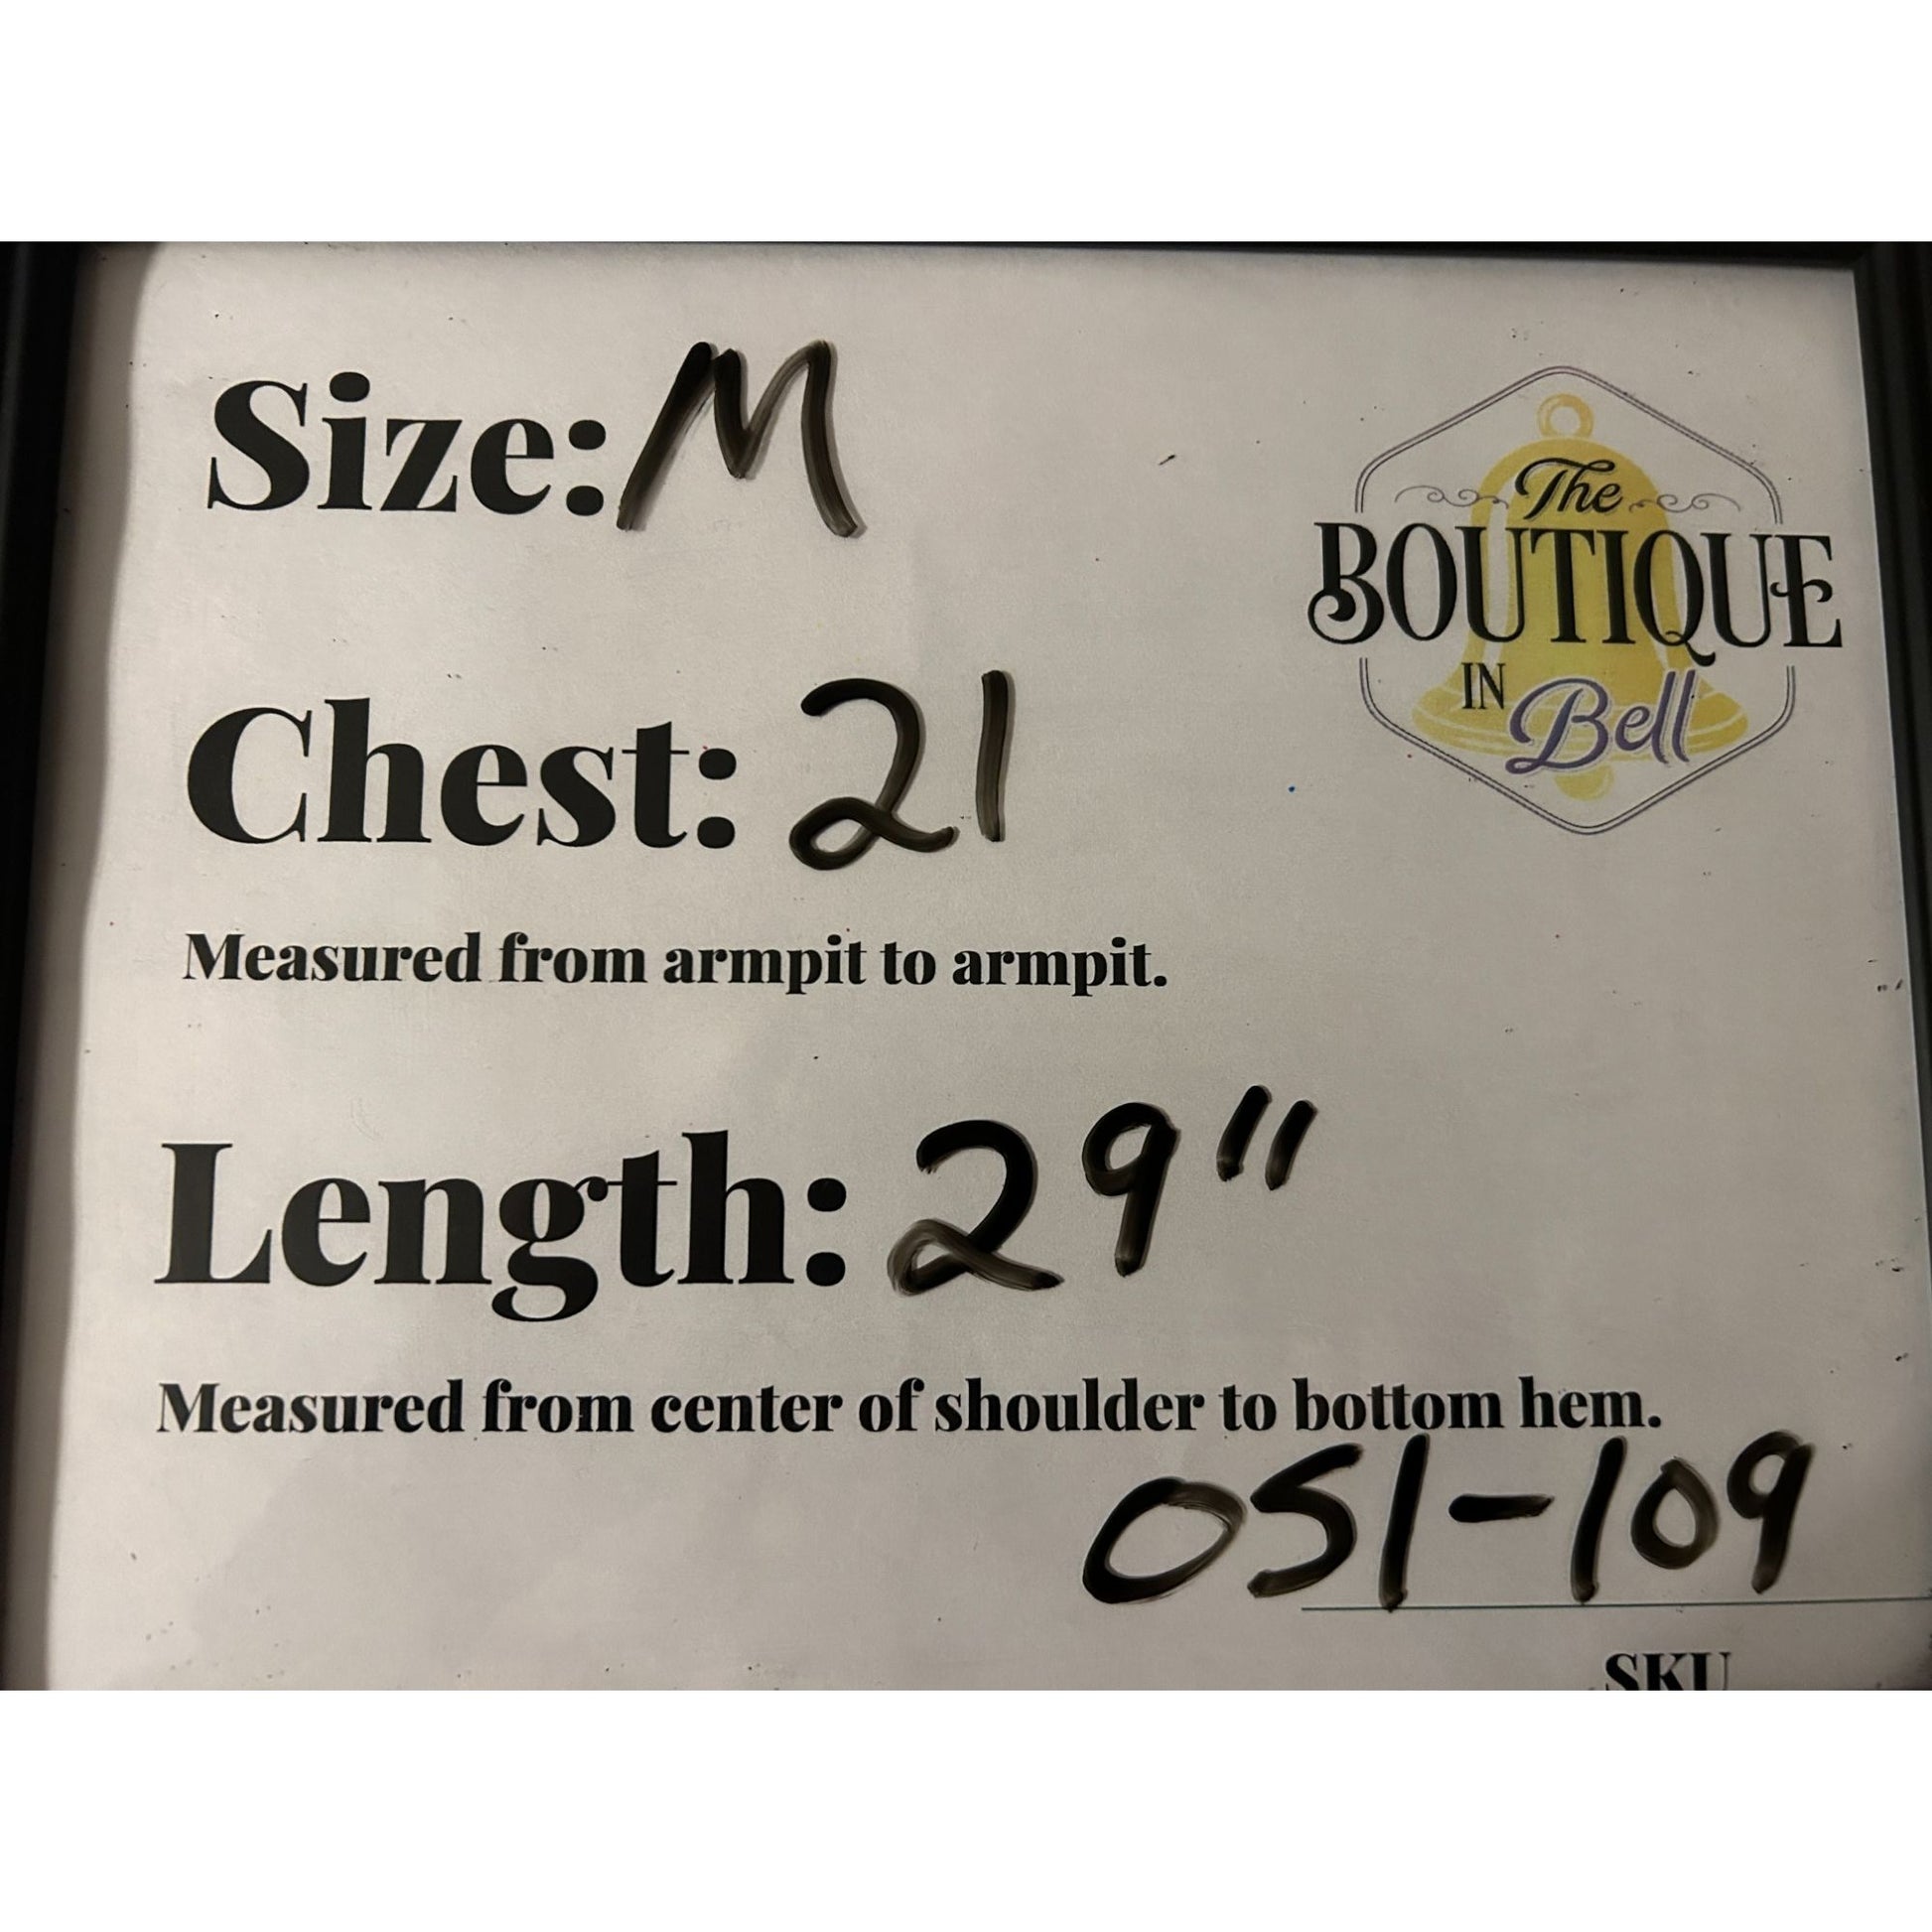 Size: M
The
BOUTIQUE
IN Bell
Chest: 21
Measured from armpit to armpit.
Length: 29"
Measured from center of shoulder to bottom hem.
OS1-109
SKU